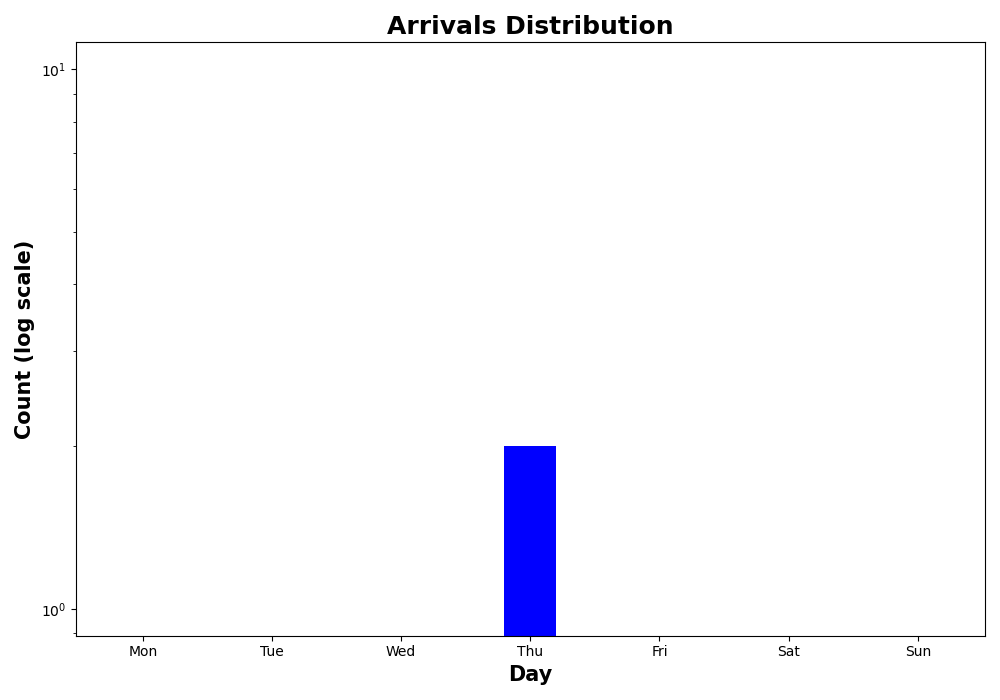 Arrivals Distribution
10¹
Count (log scale)
10⁰
Mon Tue Wed Thu Fri Sat Sun
Day